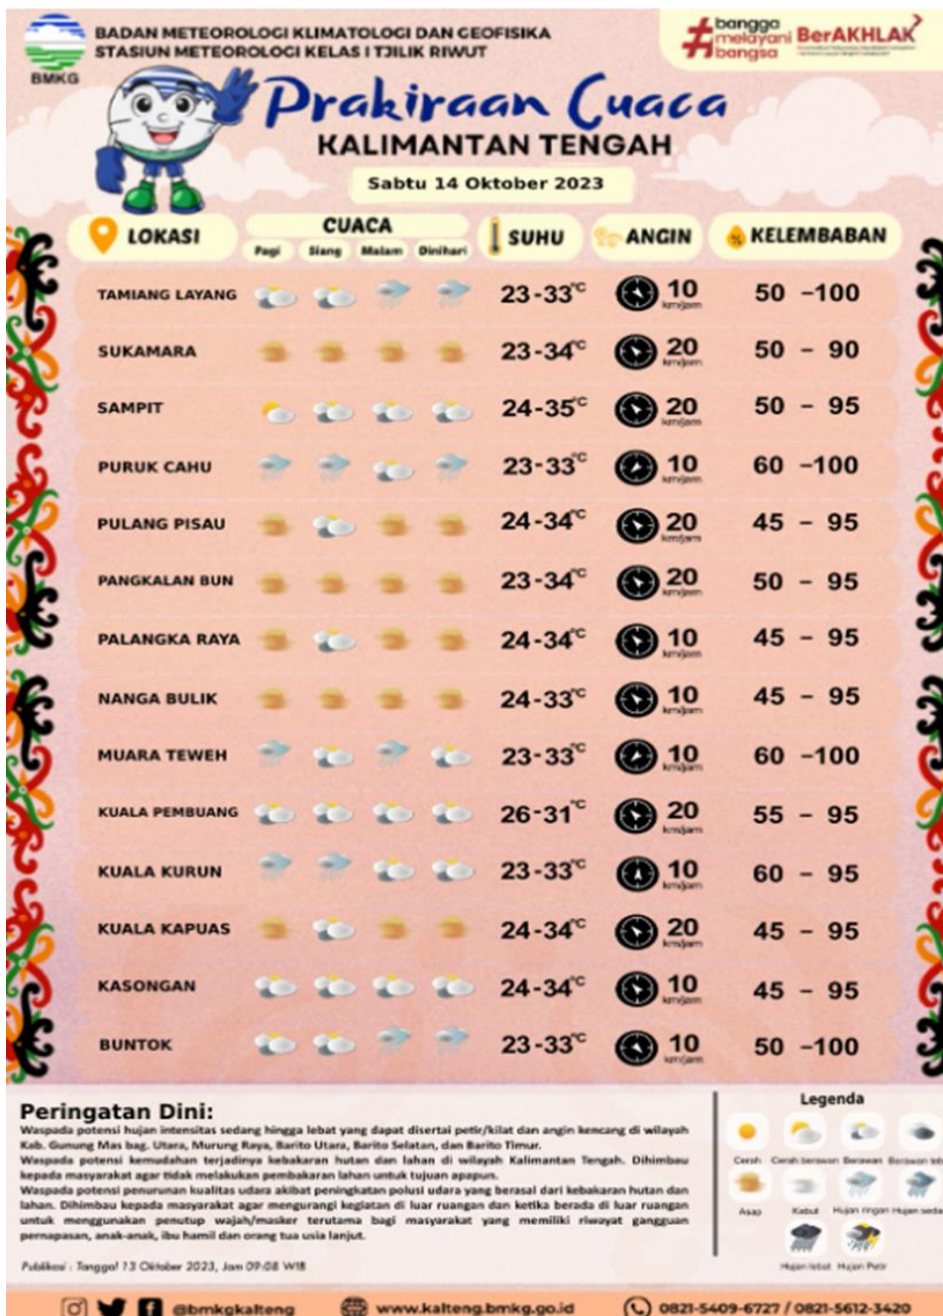 BADAN METEOROLOGI KLIMATOLOGI DAN GEOFISIKA
STASIUN METEOROLOGI KELAS I TJILIK RIWUT
BMKG
#bangga melayani bangsa
BerAKHLAK
Prakiraan Cuaca
KALIMANTAN TENGAH
Sabtu 14 Oktober 2023
LOKASI CUACA SUHU ANGIN % KELEMBABAN
Pagi Siang Malam Dinihari
TAMIANG LAYANG 23-33°C 10 km/jam 50 –100
SUKAMARA 23-34°C 20 km/jam 50 – 90
SAMPIT 24-35°C 20 km/jam 50 – 95
PURUK CAHU 23-33°C 10 km/jam 60 –100
PULANG PISAU 24-34°C 20 km/jam 45 – 95
PANGKALAN BUN 23-34°C 20 km/jam 50 – 95
PALANGKA RAYA 24-34°C 10 km/jam 45 – 95
NANGA BULIK 24-33°C 10 km/jam 45 – 95
MUARA TEWEH 23-33°C 10 km/jam 60 –100
KUALA PEMBUANG 26-31°C 20 km/jam 55 – 95
KUALA KURUN 23-33°C 10 km/jam 60 – 95
KUALA KAPUAS 24-34°C 20 km/jam 45 – 95
KASONGAN 24-34°C 10 km/jam 45 – 95
BUNTOK 23-33°C 10 km/jam 50 –100
Peringatan Dini:
Waspada potensi hujan intensitas sedang hingga lebat yang dapat disertai petir/kilat dan angin kencang di wilayah
Kab. Gunung Mas bag. Utara, Murung Raya, Barito Utara, Barito Selatan, dan Barito Timur.
Waspada potensi kemudahan terjadinya kebakaran hutan dan lahan di wilayah Kalimantan Tengah. Dihimbau
kepada masyarakat agar tidak melakukan pembakaran lahan untuk tujuan apapun.
Waspada potensi penurunan kualitas udara akibat peningkatan polusi udara yang berasal dari kebakaran hutan dan
lahan. Dihimbau kepada masyarakat agar mengurangi kegiatan di luar ruangan dan ketika berada di luar ruangan
untuk menggunakan penutup wajah/masker terutama bagi masyarakat yang memiliki riwayat gangguan
pernapasan, anak-anak, ibu hamil dan orang tua usia lanjut.
Publikasi : Tanggal 13 Oktober 2023, Jam 09:08 WIB
Legenda
Cerah Cerah berawan Berawan Berawan teb
Asap Kabut Hujan ringan Hujan seda
Hujan lebat Hujan Petir
@bmkgkalteng www.kalteng.bmkg.go.id 0821-5409-6727 / 0821-5612-3420